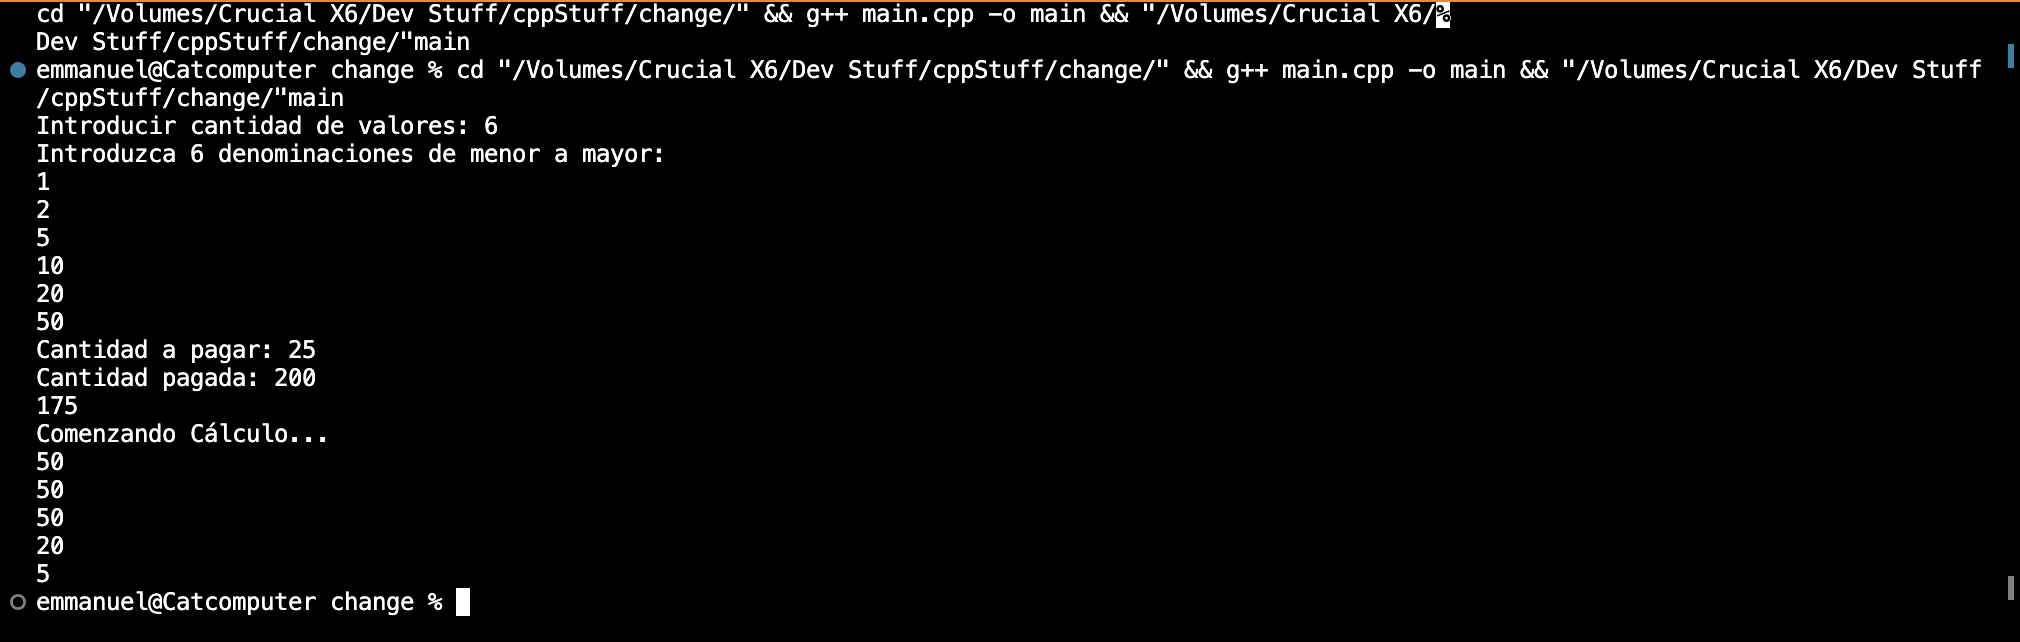 cd "/Volumes/Crucial X6/Dev Stuff/cppStuff/change/" && g++ main.cpp -o main && "/Volumes/Crucial X6/%
Dev Stuff/cppStuff/change/"main
emmanuel@Catcomputer change % cd "/Volumes/Crucial X6/Dev Stuff/cppStuff/change/" && g++ main.cpp -o main && "/Volumes/Crucial X6/Dev Stuff
/cppStuff/change/"main
Introducir cantidad de valores: 6
Introduzca 6 denominaciones de menor a mayor:
1
2
5
10
20
50
Cantidad a pagar: 25
Cantidad pagada: 200
175
Comenzando Cálculo...
50
50
50
20
5
emmanuel@Catcomputer change %